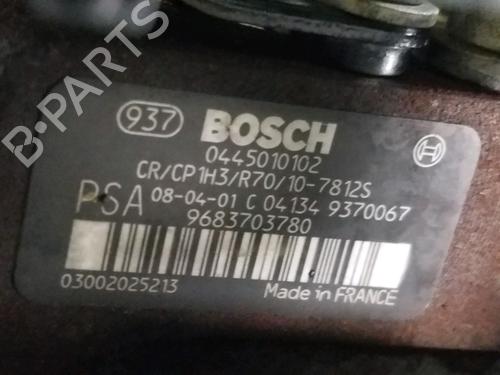 B-PARTS
937 BOSCH
0445010102
CR/CP1H3/R70/10-7812S
PSA 08-04-01 C 04134 9370067
9683703780
03002025213 Made in FRANCE